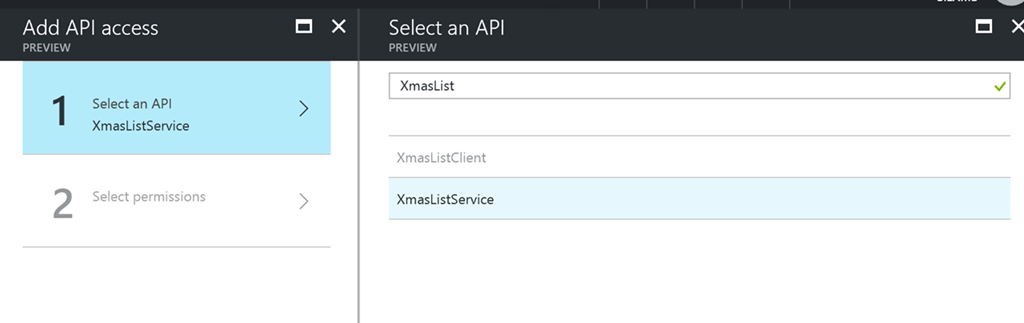 Add API access
PREVIEW
1
Select an API
XmasListService
2
Select permissions
Select an API
PREVIEW
XmasList
XmasListClient
XmasListService